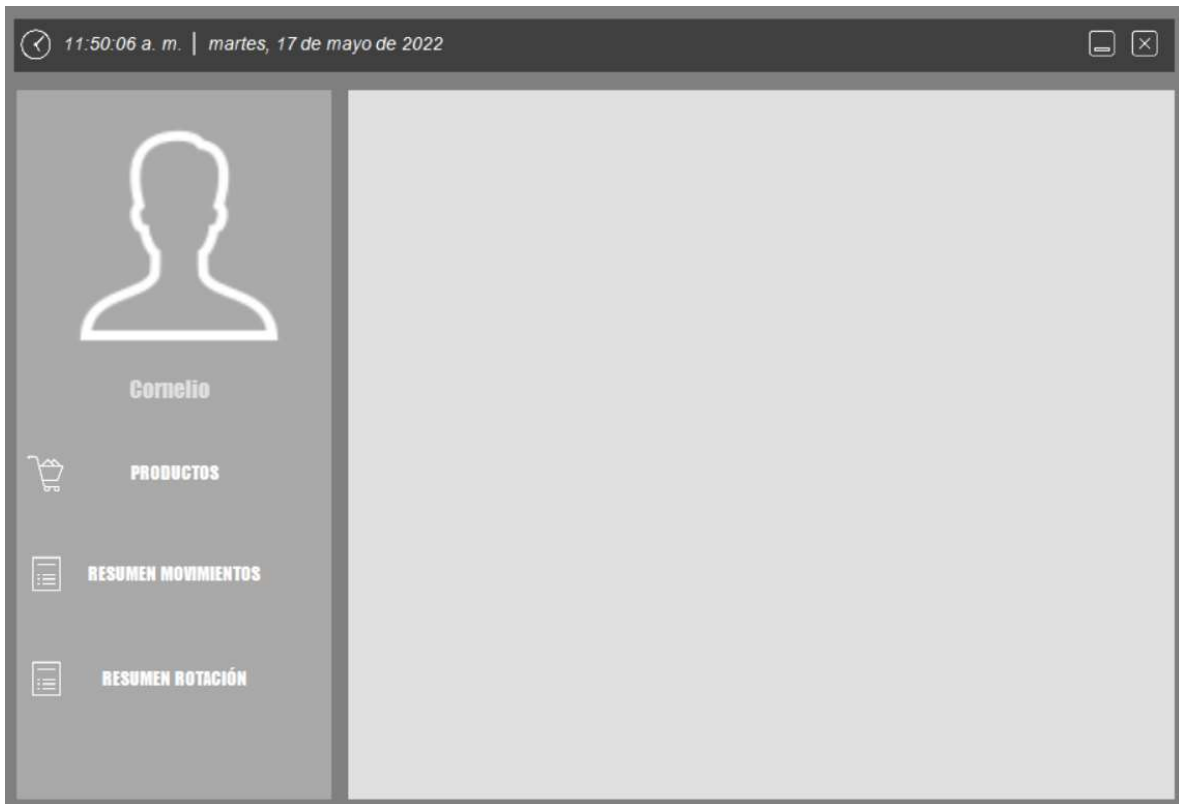 11:50:06 a. m. | martes, 17 de mayo de 2022
Cornelio
PRODUCTOS
RESUMEN MOVIMIENTOS
RESUMEN ROTACIÓN